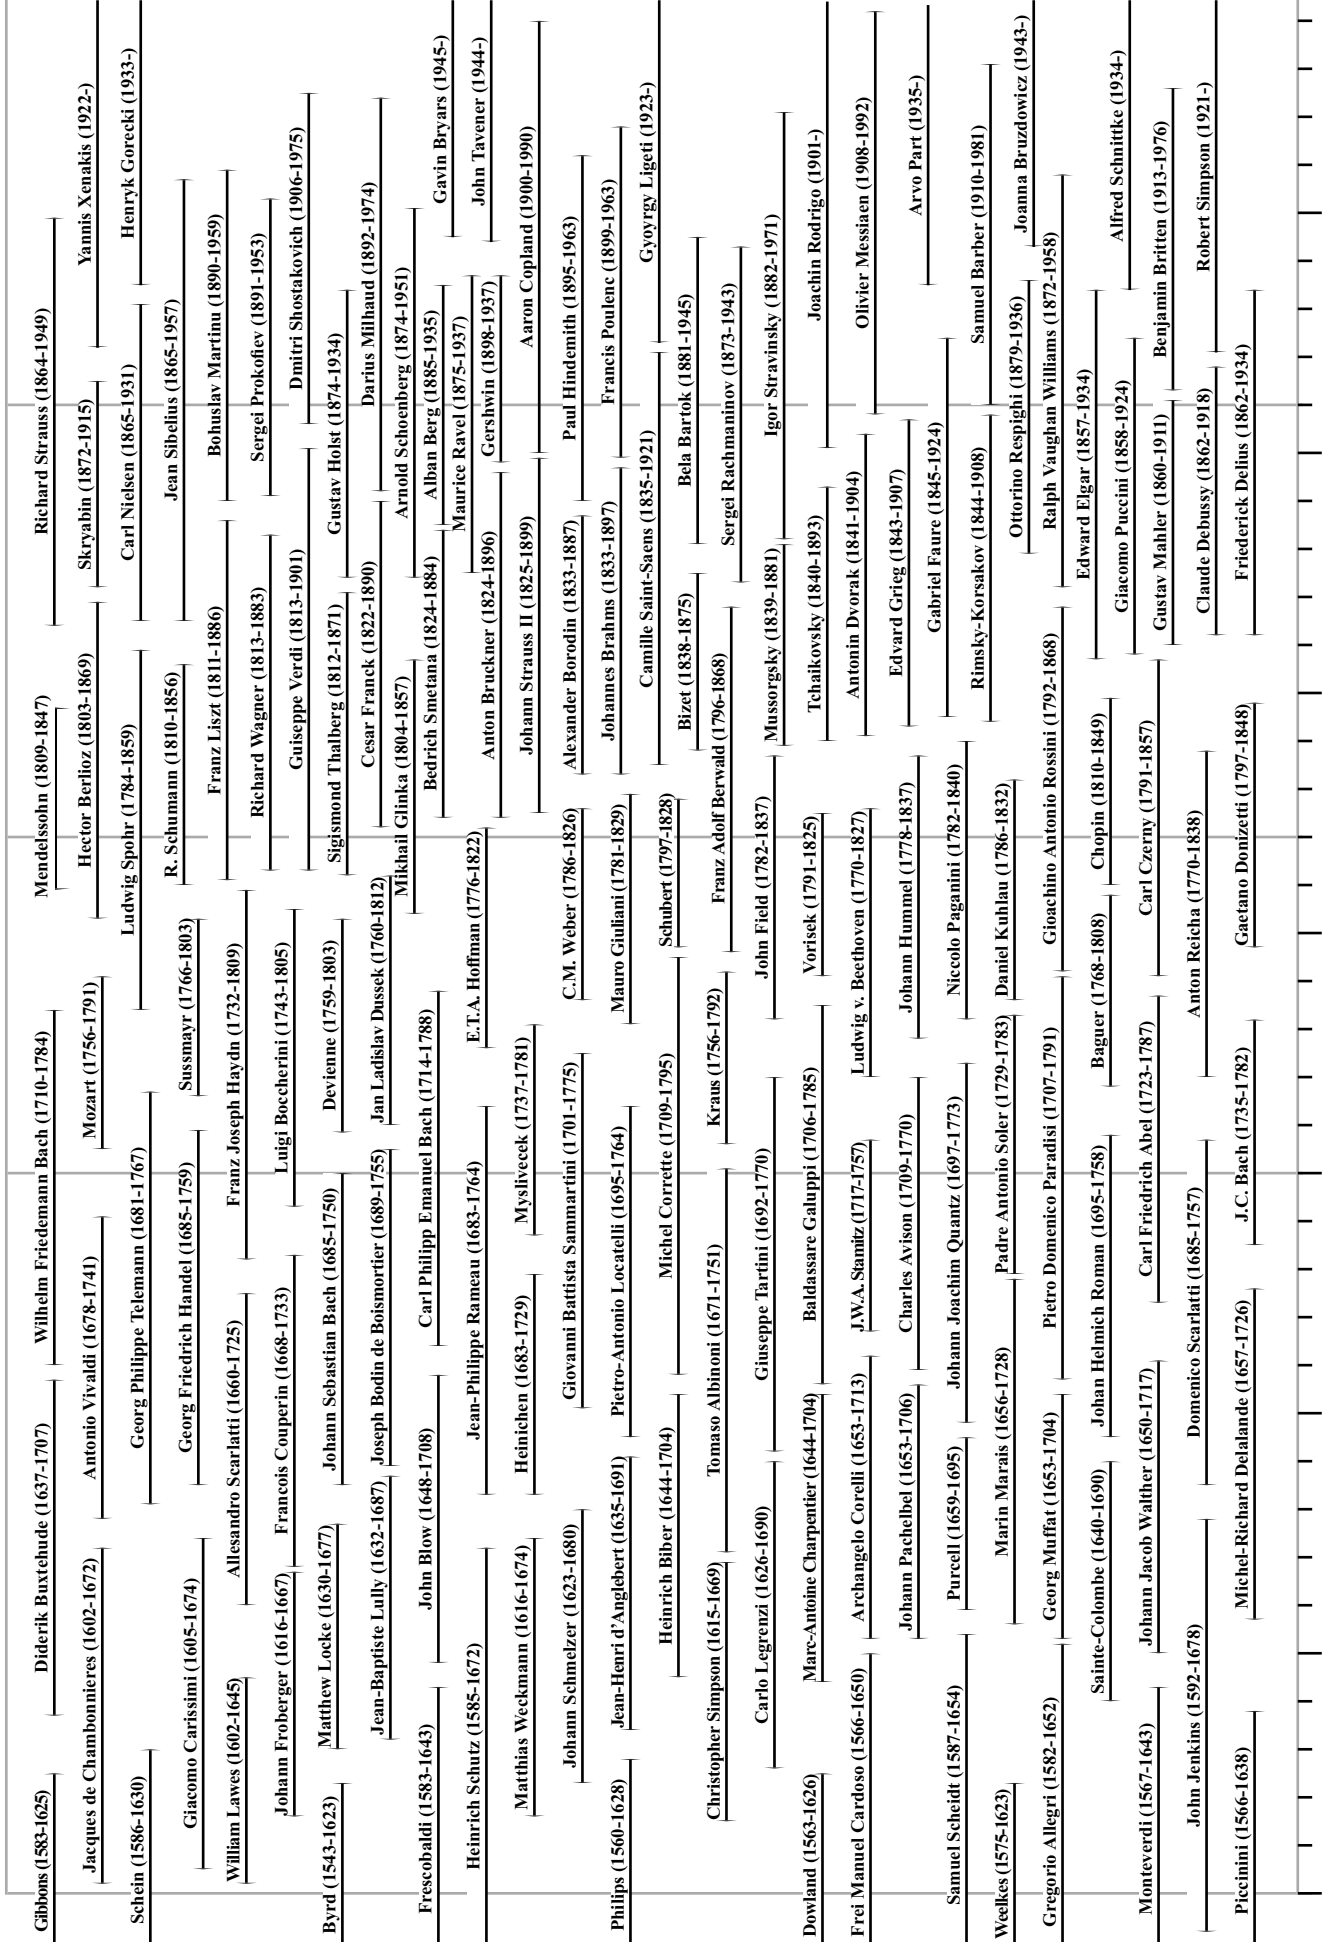 Gibbons (1583-1625)
Diderik Buxtehude (1637-1707)
Wilhelm Friedemann Bach (1710-1784)
Mendelssohn (1809-1847)
Richard Strauss (1864-1949)
Jacques de Chambonnieres (1602-1672)
Antonio Vivaldi (1678-1741)
Mozart (1756-1791)
Hector Berlioz (1803-1869)
Skryabin (1872-1915)
Yannis Xenakis (1922-)
Schein (1586-1630)
Georg Philippe Telemann (1681-1767)
Ludwig Spohr (1784-1859)
Carl Nielsen (1865-1931)
Henryk Gorecki (1933-)
Giacomo Carissimi (1605-1674)
Georg Friedrich Handel (1685-1759)
Sussmayr (1766-1803)
R. Schumann (1810-1856)
Jean Sibelius (1865-1957)
William Lawes (1602-1645)
Allesandro Scarlatti (1660-1725)
Franz Joseph Haydn (1732-1809)
Franz Liszt (1811-1886)
Bohuslav Martinu (1890-1959)
Johann Froberger (1616-1667)
Francois Couperin (1668-1733)
Luigi Boccherini (1743-1805)
Richard Wagner (1813-1883)
Sergei Prokofiev (1891-1953)
Guiseppe Verdi (1813-1901)
Dmitri Shostakovich (1906-1975)
Byrd (1543-1623)
Matthew Locke (1630-1677)
Johann Sebastian Bach (1685-1750)
Devienne (1759-1803)
Sigismond Thalberg (1812-1871)
Gustav Holst (1874-1934)
Jean-Baptiste Lully (1632-1687)
Joseph Bodin de Boismortier (1689-1755)
Jan Ladislav Dussek (1760-1812)
Cesar Franck (1822-1890)
Darius Milhaud (1892-1974)
Mikhail Glinka (1804-1857)
Arnold Schoenberg (1874-1951)
Frescobaldi (1583-1643)
John Blow (1648-1708)
Carl Philipp Emanuel Bach (1714-1788)
Bedrich Smetana (1824-1884)
Alban Berg (1885-1935)
Gavin Bryars (1945-)
Maurice Ravel (1875-1937)
Heinrich Schutz (1585-1672)
Jean-Philippe Rameau (1683-1764)
E.T.A. Hoffman (1776-1822)
Anton Bruckner (1824-1896)
Gershwin (1898-1937)
John Tavener (1944-)
Matthias Weckmann (1616-1674)
Heinichen (1683-1729)
Myslivecek (1737-1781)
Johann Strauss II (1825-1899)
Aaron Copland (1900-1990)
Johann Schmelzer (1623-1680)
Giovanni Battista Sammartini (1701-1775)
C.M. Weber (1786-1826)
Alexander Borodin (1833-1887)
Paul Hindemith (1895-1963)
Philips (1560-1628)
Jean-Henri d'Anglebert (1635-1691)
Pietro-Antonio Locatelli (1695-1764)
Mauro Giuliani (1781-1829)
Johannes Brahms (1833-1897)
Francis Poulenc (1899-1963)
Heinrich Biber (1644-1704)
Michel Corrette (1709-1795)
Schubert (1797-1828)
Camille Saint-Saens (1835-1921)
Gyoyrgy Ligeti (1923-)
Bizet (1838-1875)
Bela Bartok (1881-1945)
Christopher Simpson (1615-1669)
Tomaso Albinoni (1671-1751)
Kraus (1756-1792)
Franz Adolf Berwald (1796-1868)
Sergei Rachmaninov (1873-1943)
Carlo Legrenzi (1626-1690)
Giuseppe Tartini (1692-1770)
John Field (1782-1837)
Mussorgsky (1839-1881)
Igor Stravinsky (1882-1971)
Dowland (1563-1626)
Marc-Antoine Charpentier (1644-1704)
Baldassare Galuppi (1706-1785)
Vorisek (1791-1825)
Tchaikovsky (1840-1893)
Joachin Rodrigo (1901-)
Frei Manuel Cardoso (1566-1650)
Archangelo Corelli (1653-1713)
J.W.A. Stamitz (1717-1757)
Ludwig v. Beethoven (1770-1827)
Antonin Dvorak (1841-1904)
Olivier Messiaen (1908-1992)
Johann Pachelbel (1653-1706)
Charles Avison (1709-1770)
Johann Hummel (1778-1837)
Edvard Grieg (1843-1907)
Arvo Part (1935-)
Gabriel Faure (1845-1924)
Samuel Scheidt (1587-1654)
Purcell (1659-1695)
Johann Joachim Quantz (1697-1773)
Niccolo Paganini (1782-1840)
Rimsky-Korsakov (1844-1908)
Samuel Barber (1910-1981)
Weelkes (1575-1623)
Marin Marais (1656-1728)
Padre Antonio Soler (1729-1783)
Daniel Kuhlau (1786-1832)
Ottorino Respighi (1879-1936)
Joanna Bruzdowicz (1943-)
Gregorio Allegri (1582-1652)
Georg Muffat (1653-1704)
Pietro Domenico Paradisi (1707-1791)
Gioachino Antonio Rossini (1792-1868)
Ralph Vaughan Williams (1872-1958)
Sainte-Colombe (1640-1690)
Johan Helmich Roman (1695-1758)
Baguer (1768-1808)
Chopin (1810-1849)
Edward Elgar (1857-1934)
Giacomo Puccini (1858-1924)
Alfred Schnittke (1934-)
Monteverdi (1567-1643)
Johann Jacob Walther (1650-1717)
Carl Friedrich Abel (1723-1787)
Carl Czerny (1791-1857)
Gustav Mahler (1860-1911)
Benjamin Britten (1913-1976)
John Jenkins (1592-1678)
Domenico Scarlatti (1685-1757)
Anton Reicha (1770-1838)
Claude Debussy (1862-1918)
Robert Simpson (1921-)
Piccinini (1566-1638)
Michel-Richard Delalande (1657-1726)
J.C. Bach (1735-1782)
Gaetano Donizetti (1797-1848)
Friederick Delius (1862-1934)